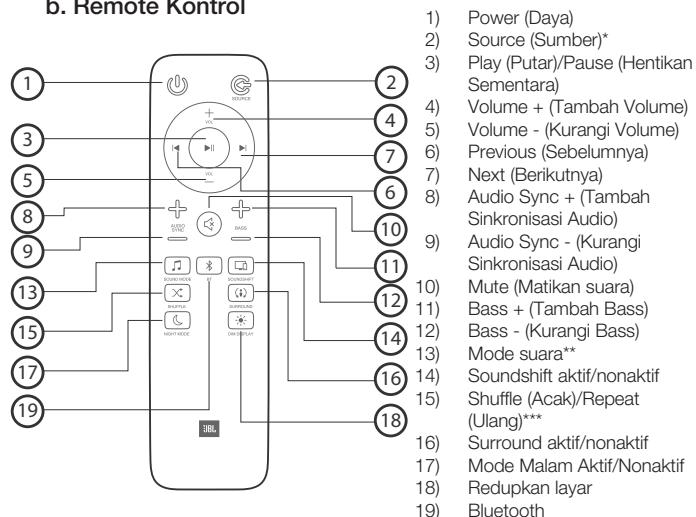 b. Remote Kontrol
1
2
3
4
5
6
7
8
9
10
11
12
13
14
15
16
17
18
19
SOURCE
VOL
VOL
AUDIO SYNC
BASS
SOUND MODE
BT
SOUNDSHIFT
SHUFFLE
SURROUND
NIGHT MODE
DIM DISPLAY
JBL
1) Power (Daya)
2) Source (Sumber)*
3) Play (Putar)/Pause (Hentikan
Sementara)
4) Volume + (Tambah Volume)
5) Volume - (Kurangi Volume)
6) Previous (Sebelumnya)
7) Next (Berikutnya)
8) Audio Sync + (Tambah
Sinkronisasi Audio)
9) Audio Sync - (Kurangi
Sinkronisasi Audio)
10) Mute (Matikan suara)
11) Bass + (Tambah Bass)
12) Bass - (Kurangi Bass)
13) Mode suara**
14) Soundshift aktif/nonaktif
15) Shuffle (Acak)/Repeat
(Ulang)***
16) Surround aktif/nonaktif
17) Mode Malam Aktif/Nonaktif
18) Redupkan layar
19) Bluetooth